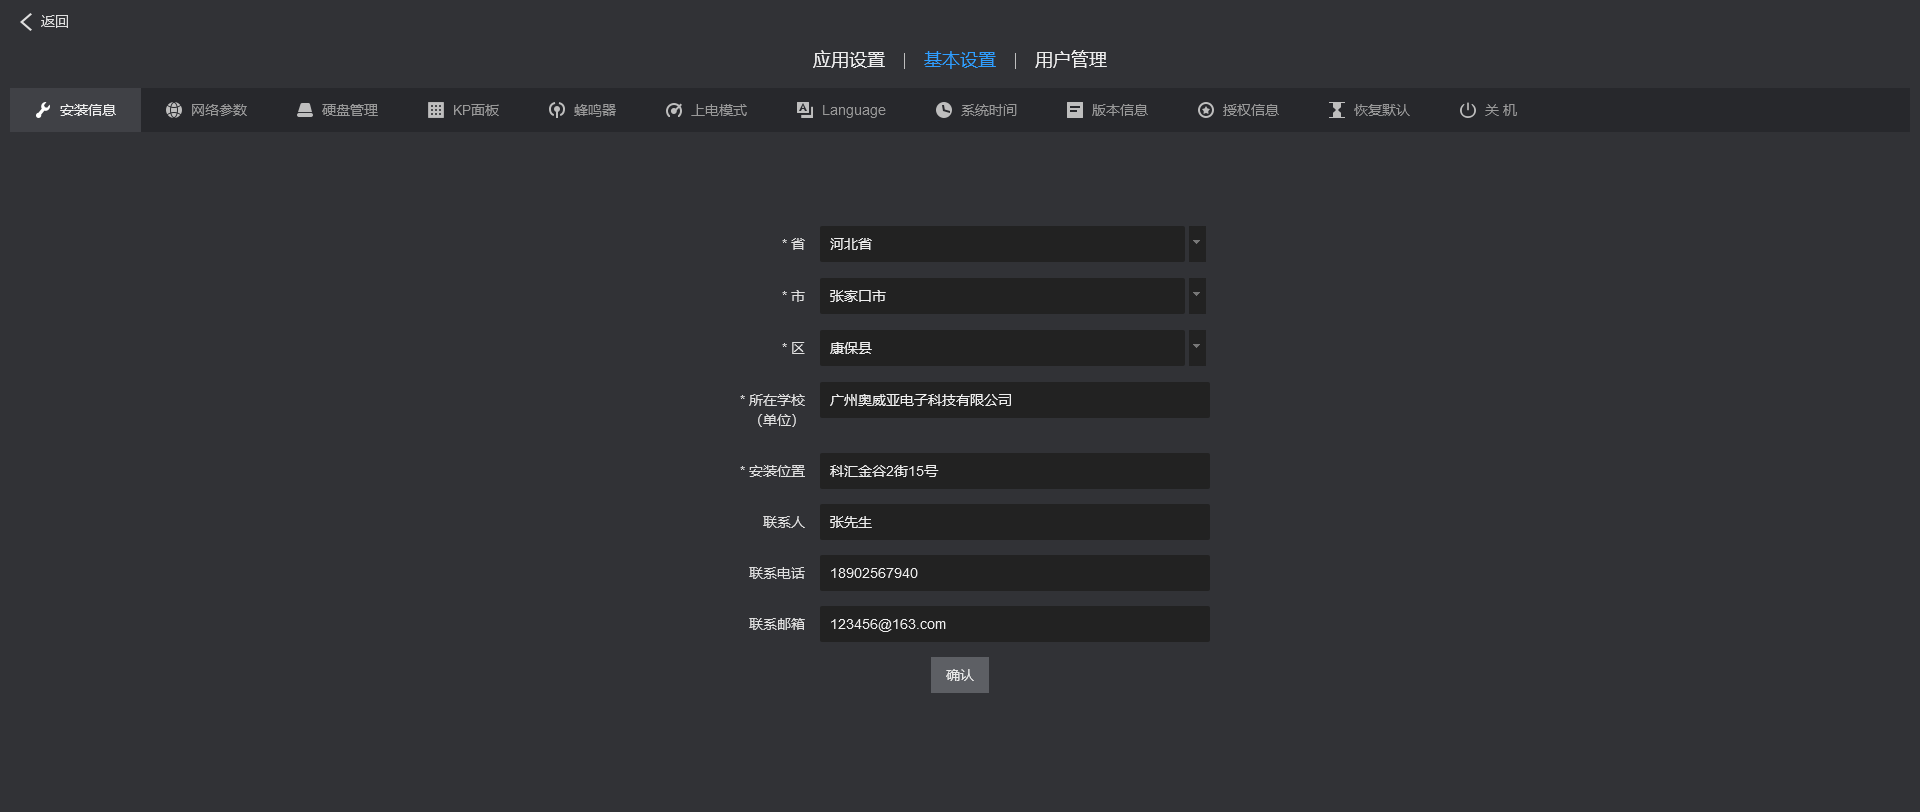 返回
应用设置 | 基本设置 | 用户管理
安装信息 网络参数 硬盘管理 KP面板 蜂鸣器 上电模式 Language 系统时间 版本信息 授权信息 恢复默认 关 机
* 省 河北省
* 市 张家口市
* 区 康保县
* 所在学校 广州奥威亚电子科技有限公司
（单位）
* 安装位置 科汇金谷2街15号
联系人 张先生
联系电话 18902567940
联系邮箱 123456@163.com
确认